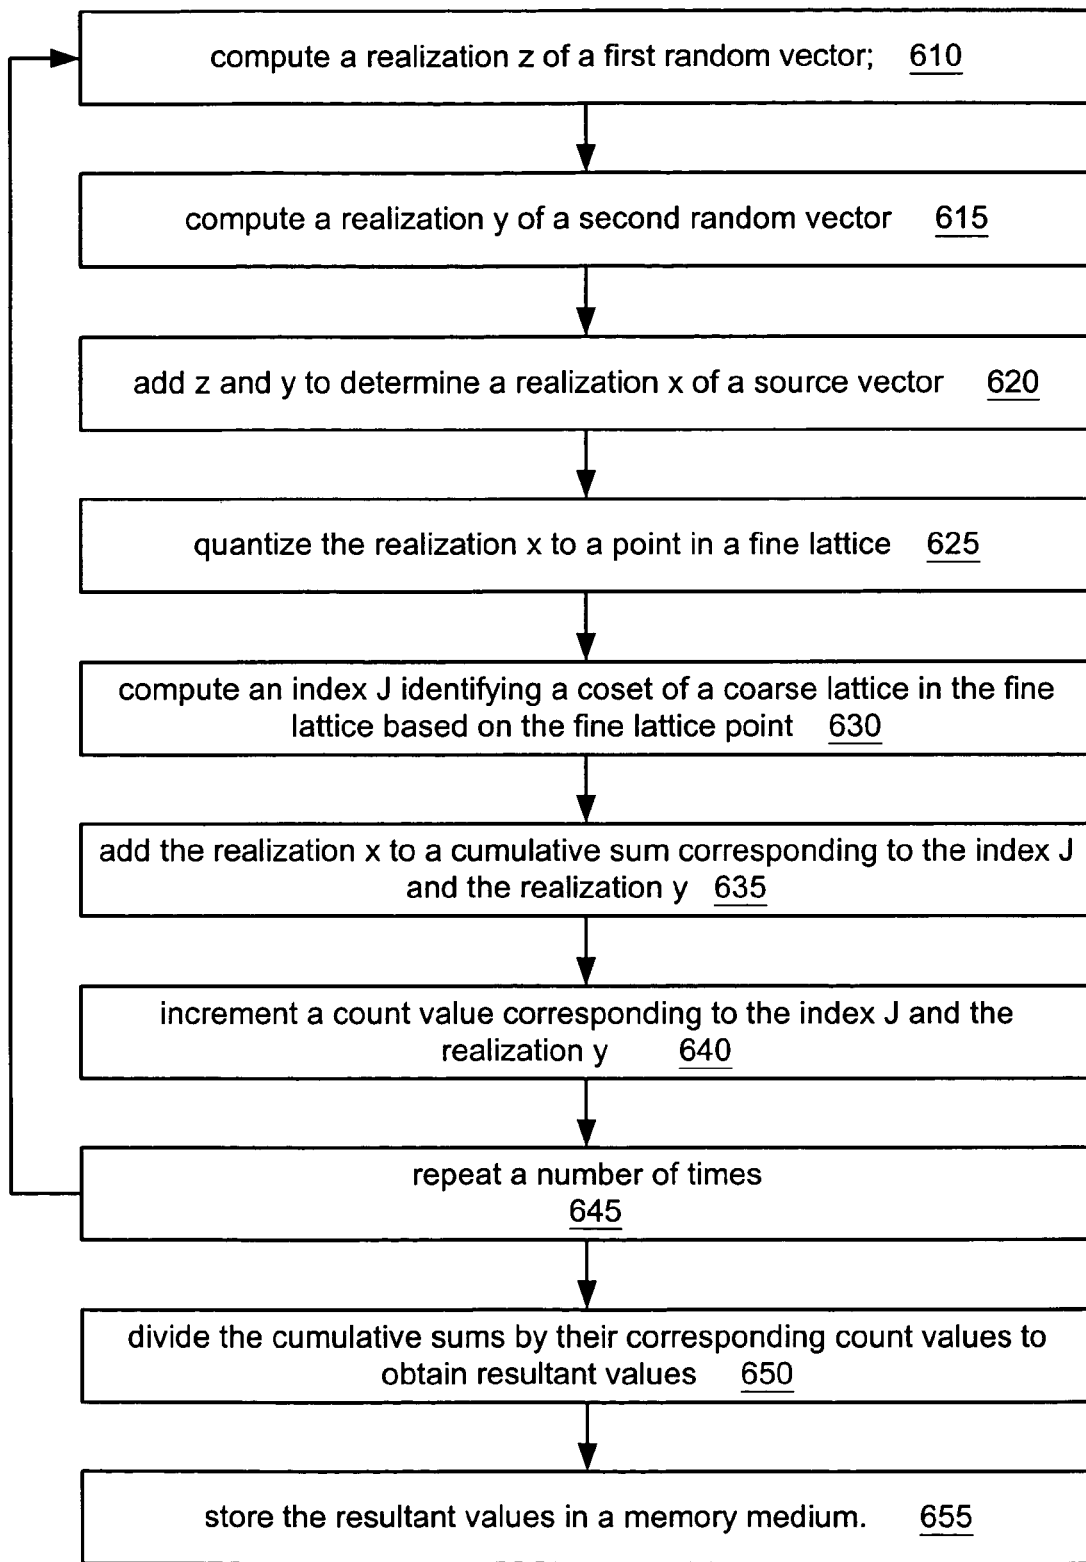 compute a realization z of a first random vector; 610
compute a realization y of a second random vector 615
add z and y to determine a realization x of a source vector 620
quantize the realization x to a point in a fine lattice 625
compute an index J identifying a coset of a coarse lattice in the fine
lattice based on the fine lattice point 630
add the realization x to a cumulative sum corresponding to the index J
and the realization y 635
increment a count value corresponding to the index J and the
realization y 640
repeat a number of times
645
divide the cumulative sums by their corresponding count values to
obtain resultant values 650
store the resultant values in a memory medium. 655